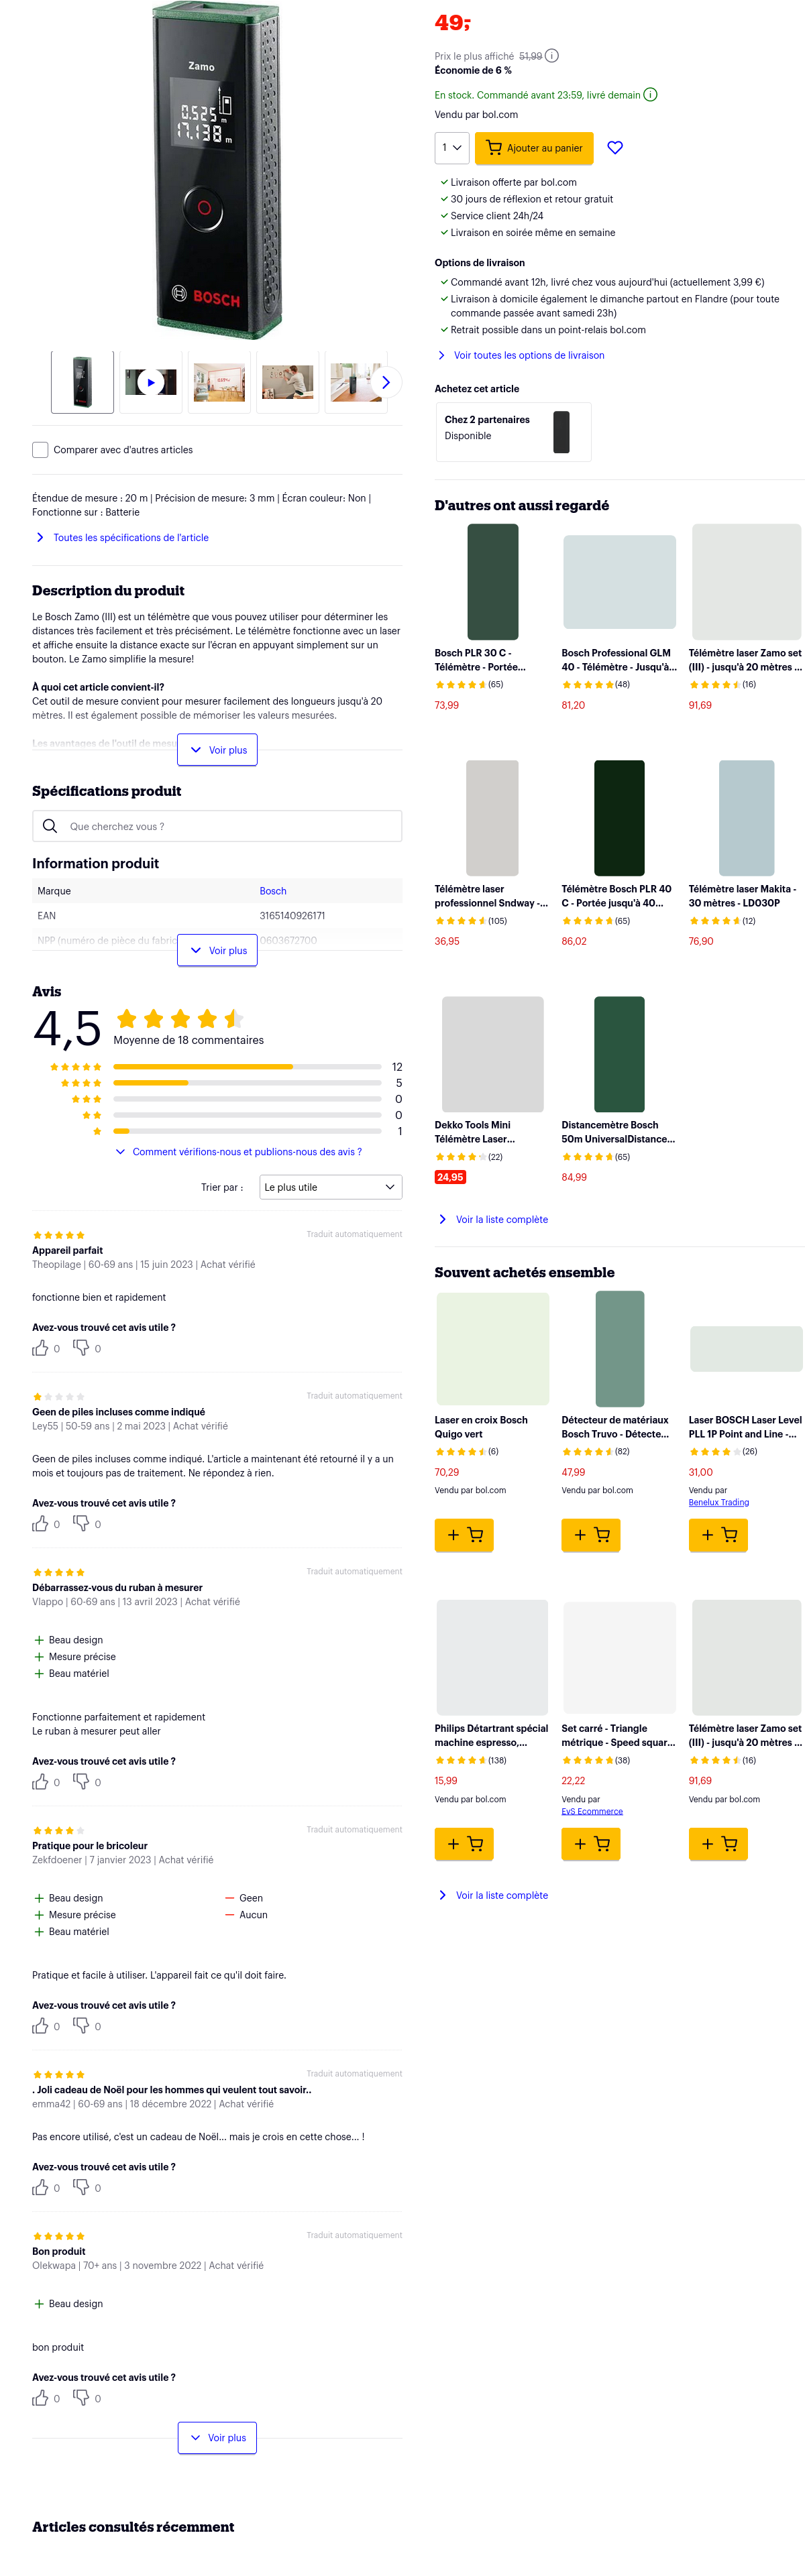 Zamo
0.525 m
17.138 m
BOSCH
Comparer avec d'autres articles
Étendue de mesure : 20 m | Précision de mesure: 3 mm | Écran couleur: Non |
Fonctionne sur : Batterie
Toutes les spécifications de l'article
Description du produit
Le Bosch Zamo (III) est un télémètre que vous pouvez utiliser pour déterminer les
distances très facilement et très précisément. Le télémètre fonctionne avec un laser
et affiche ensuite la distance exacte sur l'écran en appuyant simplement sur un
bouton. Le Zamo simplifie la mesure!
À quoi cet article convient-il?
Cet outil de mesure convient pour mesurer facilement des longueurs jusqu'à 20
mètres. Il est également possible de mémoriser les valeurs mesurées.
Les avantages de l'outil de mesu
Voir plus
Spécifications produit
Que cherchez vous ?
Information produit
Marque Bosch
EAN 3165140926171
NPP (numéro de pièce du fabric 0603672700
Voir plus
Avis
4,5
Moyenne de 18 commentaires
12
5
0
0
1
Comment vérifions-nous et publions-nous des avis ?
Trier par : Le plus utile
Traduit automatiquement
Appareil parfait
Theopilage | 60-69 ans | 15 juin 2023 | Achat vérifié
fonctionne bien et rapidement
Avez-vous trouvé cet avis utile ?
0 0
Traduit automatiquement
Geen de piles incluses comme indiqué
Ley55 | 50-59 ans | 2 mai 2023 | Achat vérifié
Geen de piles incluses comme indiqué. L'article a maintenant été retourné il y a un
mois et toujours pas de traitement. Ne répondez à rien.
Avez-vous trouvé cet avis utile ?
0 0
Traduit automatiquement
Débarrassez-vous du ruban à mesurer
Vlappo | 60-69 ans | 13 avril 2023 | Achat vérifié
Beau design
Mesure précise
Beau matériel
Fonctionne parfaitement et rapidement
Le ruban à mesurer peut aller
Avez-vous trouvé cet avis utile ?
0 0
Traduit automatiquement
Pratique pour le bricoleur
Zekfdoener | 7 janvier 2023 | Achat vérifié
Beau design Geen
Mesure précise Aucun
Beau matériel
Pratique et facile à utiliser. L'appareil fait ce qu'il doit faire.
Avez-vous trouvé cet avis utile ?
0 0
Traduit automatiquement
. Joli cadeau de Noël pour les hommes qui veulent tout savoir..
emma42 | 60-69 ans | 18 décembre 2022 | Achat vérifié
Pas encore utilisé, c'est un cadeau de Noël... mais je crois en cette chose... !
Avez-vous trouvé cet avis utile ?
0 0
Traduit automatiquement
Bon produit
Olekwapa | 70+ ans | 3 novembre 2022 | Achat vérifié
Beau design
bon produit
Avez-vous trouvé cet avis utile ?
0 0
Voir plus
Articles consultés récemment
49,-
Prix le plus affiché 51,99
Économie de 6 %
En stock. Commandé avant 23:59, livré demain
Vendu par bol.com
1 Ajouter au panier
Livraison offerte par bol.com
30 jours de réflexion et retour gratuit
Service client 24h/24
Livraison en soirée même en semaine
Options de livraison
Commandé avant 12h, livré chez vous aujourd'hui (actuellement 3,99 €)
Livraison à domicile également le dimanche partout en Flandre (pour toute
commande passée avant samedi 23h)
Retrait possible dans un point-relais bol.com
Voir toutes les options de livraison
Achetez cet article
Chez 2 partenaires
Disponible
D'autres ont aussi regardé
Bosch PLR 30 C -
Télémètre - Portée...
(65)
73,99
Bosch Professional GLM
40 - Télémètre - Jusqu'à...
(48)
81,20
Télémètre laser Zamo set
(III) - jusqu'à 20 mètres ...
(16)
91,69
Télémètre laser
professionnel Sndway -...
(105)
36,95
Télémètre Bosch PLR 40
C - Portée jusqu'à 40...
(65)
86,02
Télémètre laser Makita -
30 mètres - LD030P
(12)
76,90
Dekko Tools Mini
Télémètre Laser...
(22)
24,95
Distancemètre Bosch
50m UniversalDistance...
(65)
84,99
Voir la liste complète
Souvent achetés ensemble
Laser en croix Bosch
Quigo vert
(6)
70,29
Vendu par bol.com
Détecteur de matériaux
Bosch Truvo - Détecte...
(82)
47,99
Vendu par bol.com
Laser BOSCH Laser Level
PLL 1P Point and Line -...
(26)
31,00
Vendu par
Benelux Trading
Philips Détartrant spécial
machine espresso,...
(138)
15,99
Vendu par bol.com
Set carré - Triangle
métrique - Speed squar...
(38)
22,22
Vendu par
EvS Ecommerce
Télémètre laser Zamo set
(III) - jusqu'à 20 mètres ...
(16)
91,69
Vendu par bol.com
Voir la liste complète